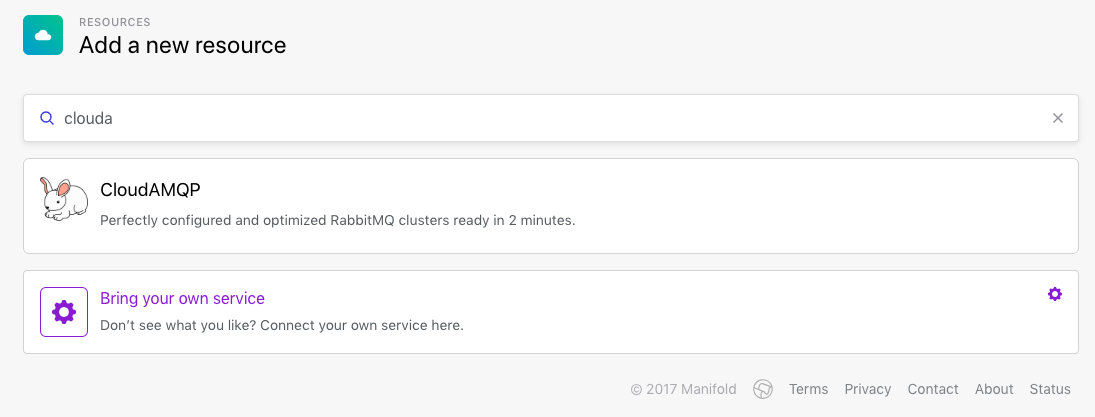 RESOURCES
Add a new resource
clouda
CloudAMQP
Perfectly configured and optimized RabbitMQ clusters ready in 2 minutes.
Bring your own service
Don’t see what you like? Connect your own service here.
© 2017 Manifold Terms Privacy Contact About Status